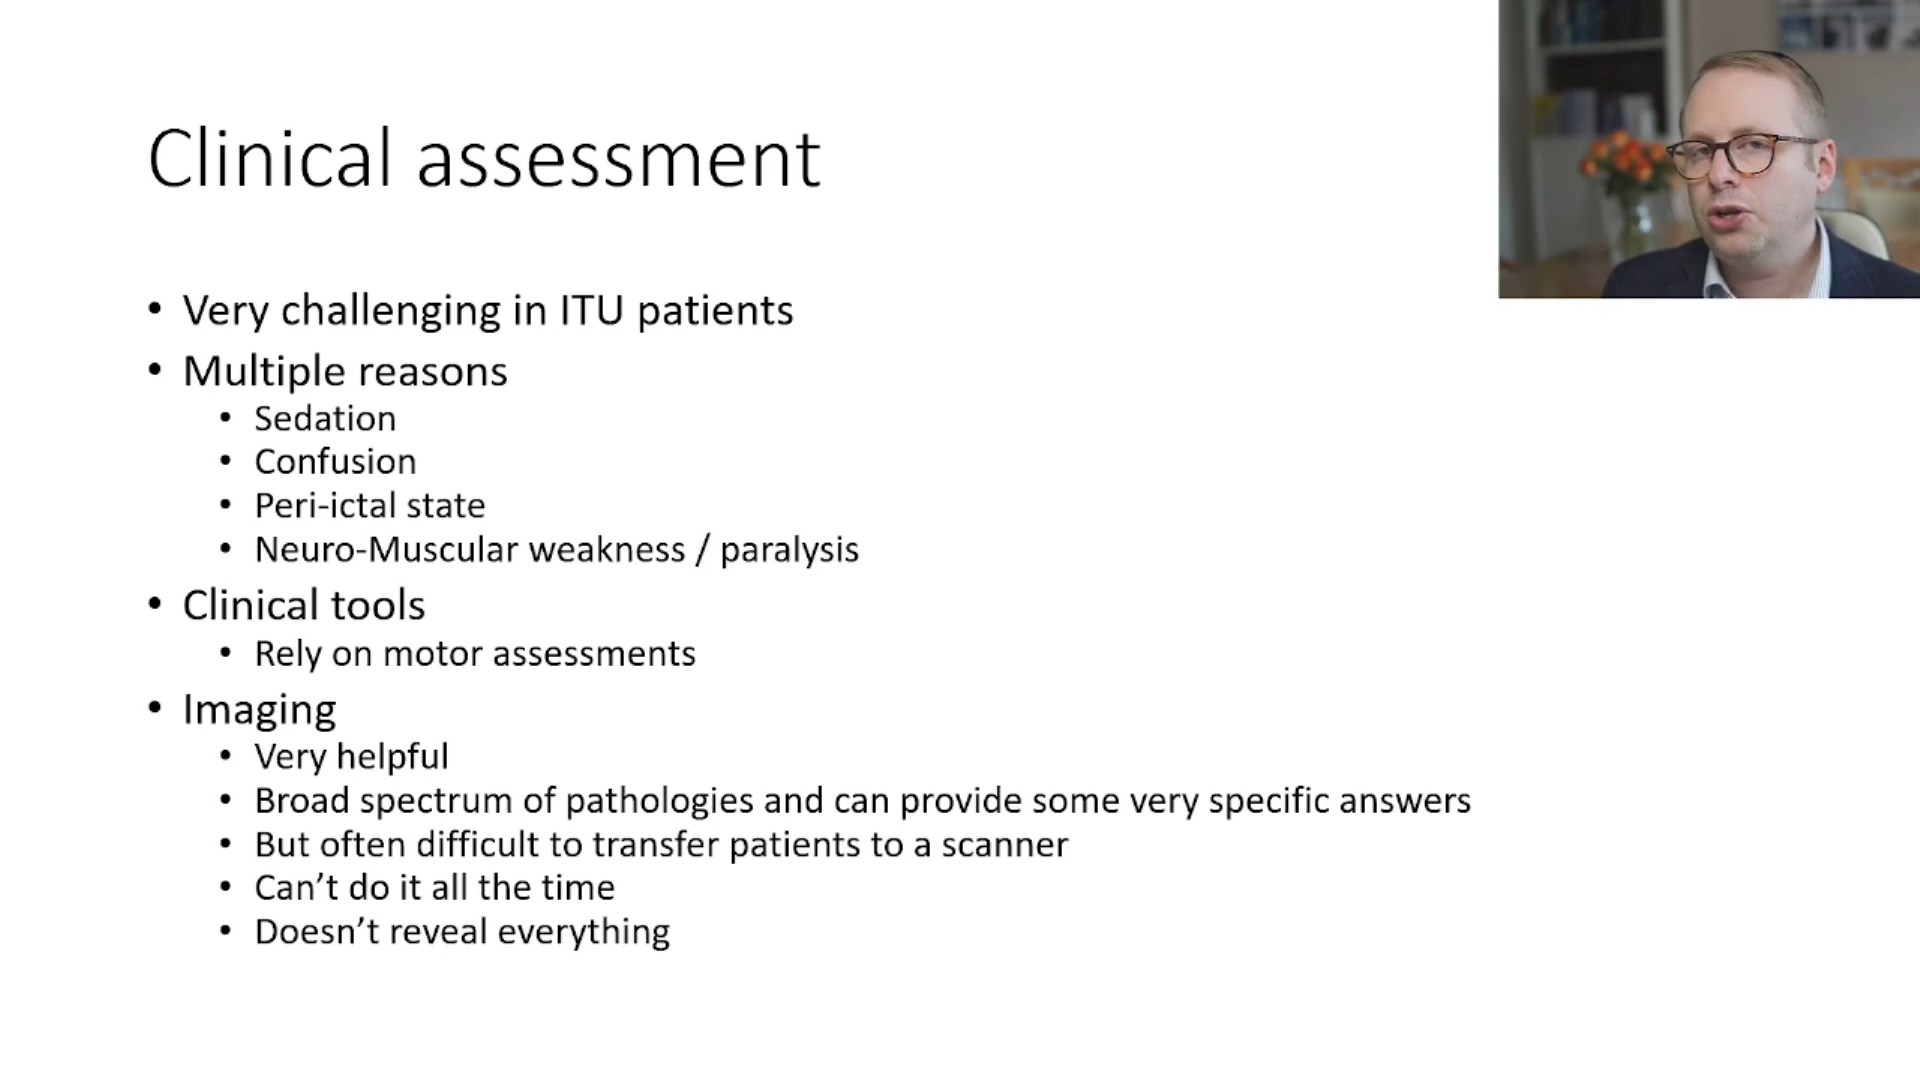 Clinical assessment
• Very challenging in ITU patients
• Multiple reasons
• Sedation
• Confusion
• Peri-ictal state
• Neuro-Muscular weakness / paralysis
• Clinical tools
• Rely on motor assessments
• Imaging
• Very helpful
• Broad spectrum of pathologies and can provide some very specific answers
• But often difficult to transfer patients to a scanner
• Can’t do it all the time
• Doesn’t reveal everything